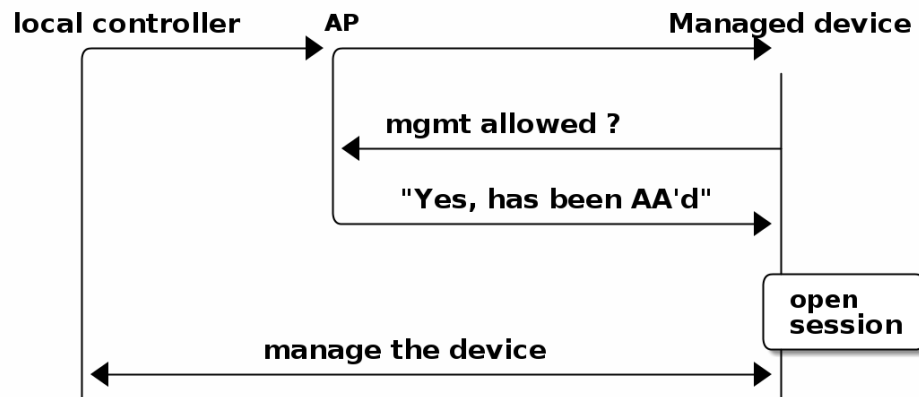 local controller
AP
Managed device
mgmt allowed ?
"Yes, has been AA'd"
open
session
manage the device